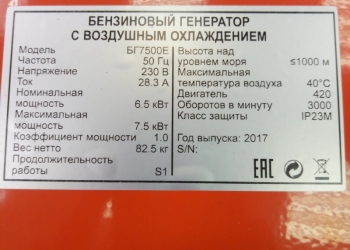 БЕНЗИНОВЫЙ ГЕНЕРАТОР
С ВОЗДУШНЫМ ОХЛАЖДЕНИЕМ
Модель БГ7500Е
Частота 50 Гц
Напряжение 230 В
Ток 28.3 А
Номинальная
мощность 6.5 кВт
Максимальная
мощность 7.5 кВт
Коэффициент мощности 1.0
Вес нетто 82.5 кг
Продолжительность
работы S1
Высота над
уровнем моря ≤1000 м
Максимальная
температура воздуха 40°С
Двигатель 420
Оборотов в минуту 3000
Класс защиты IP23M
Год выпуска: 2017
S/N:
ЕАС